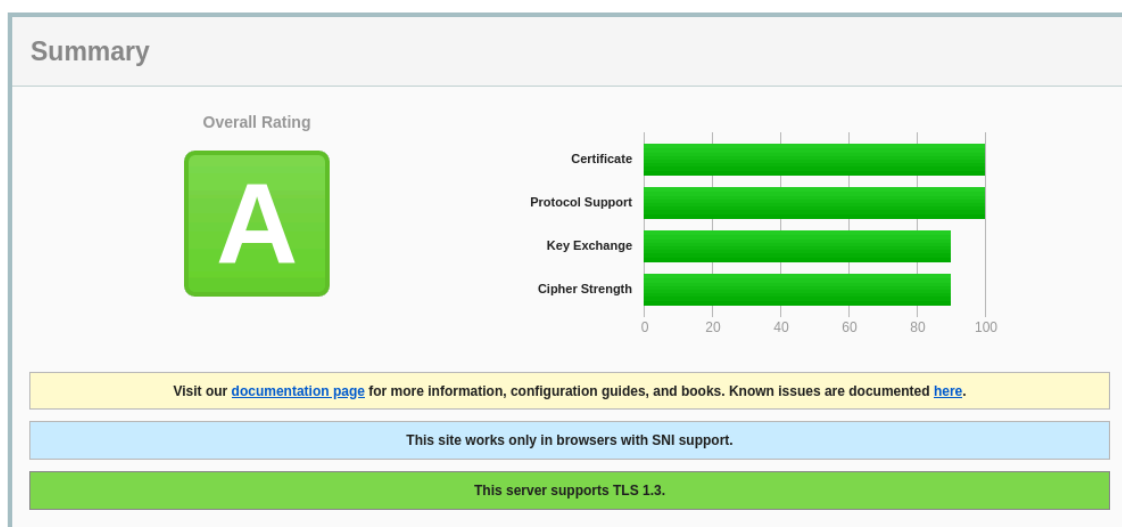 Summary
Overall Rating
A
Certificate
Protocol Support
Key Exchange
Cipher Strength
0 20 40 60 80 100
Visit our documentation page for more information, configuration guides, and books. Known issues are documented here.
This site works only in browsers with SNI support.
This server supports TLS 1.3.